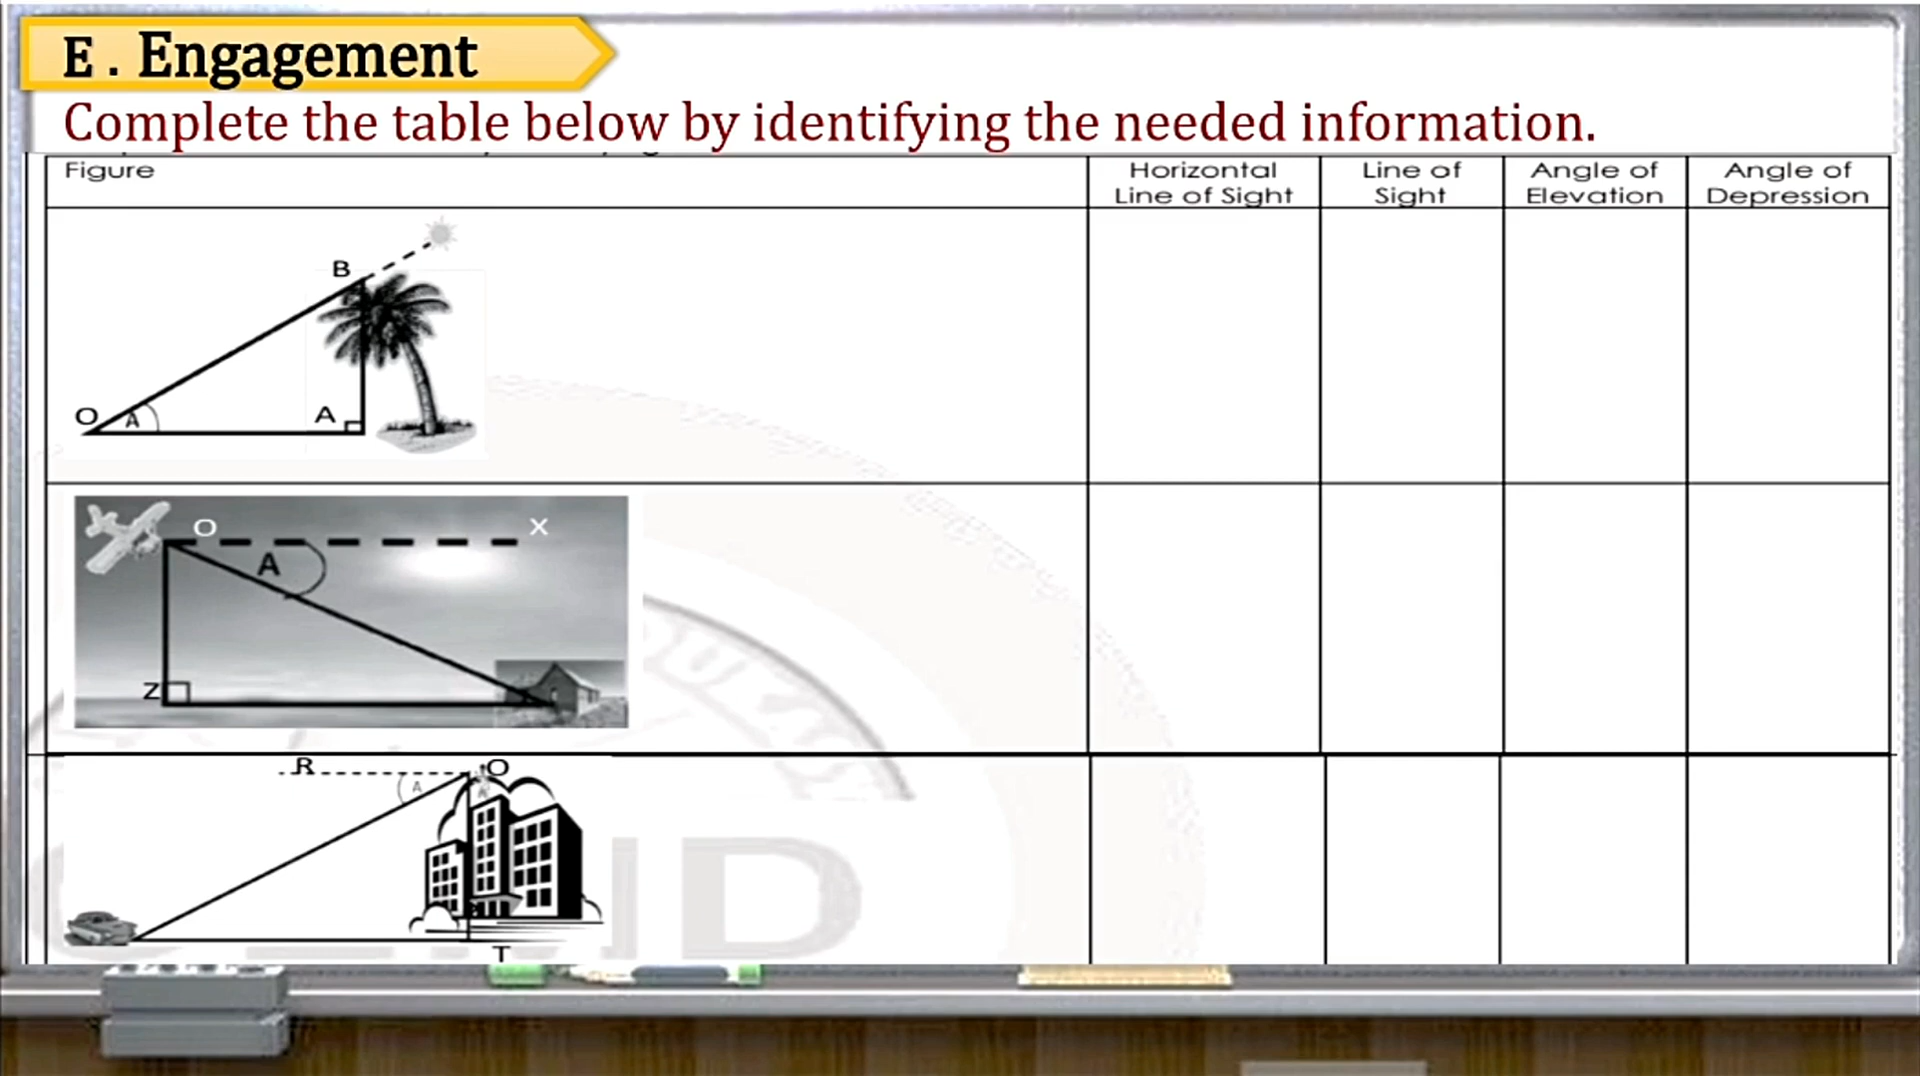 E . Engagement
Complete the table below by identifying the needed information.
Figure
Horizontal
Line of Sight
Line of
Sight
Angle of
Elevation
Angle of
Depression
B
O
A
A
O
X
A
Z
R
O
A
T